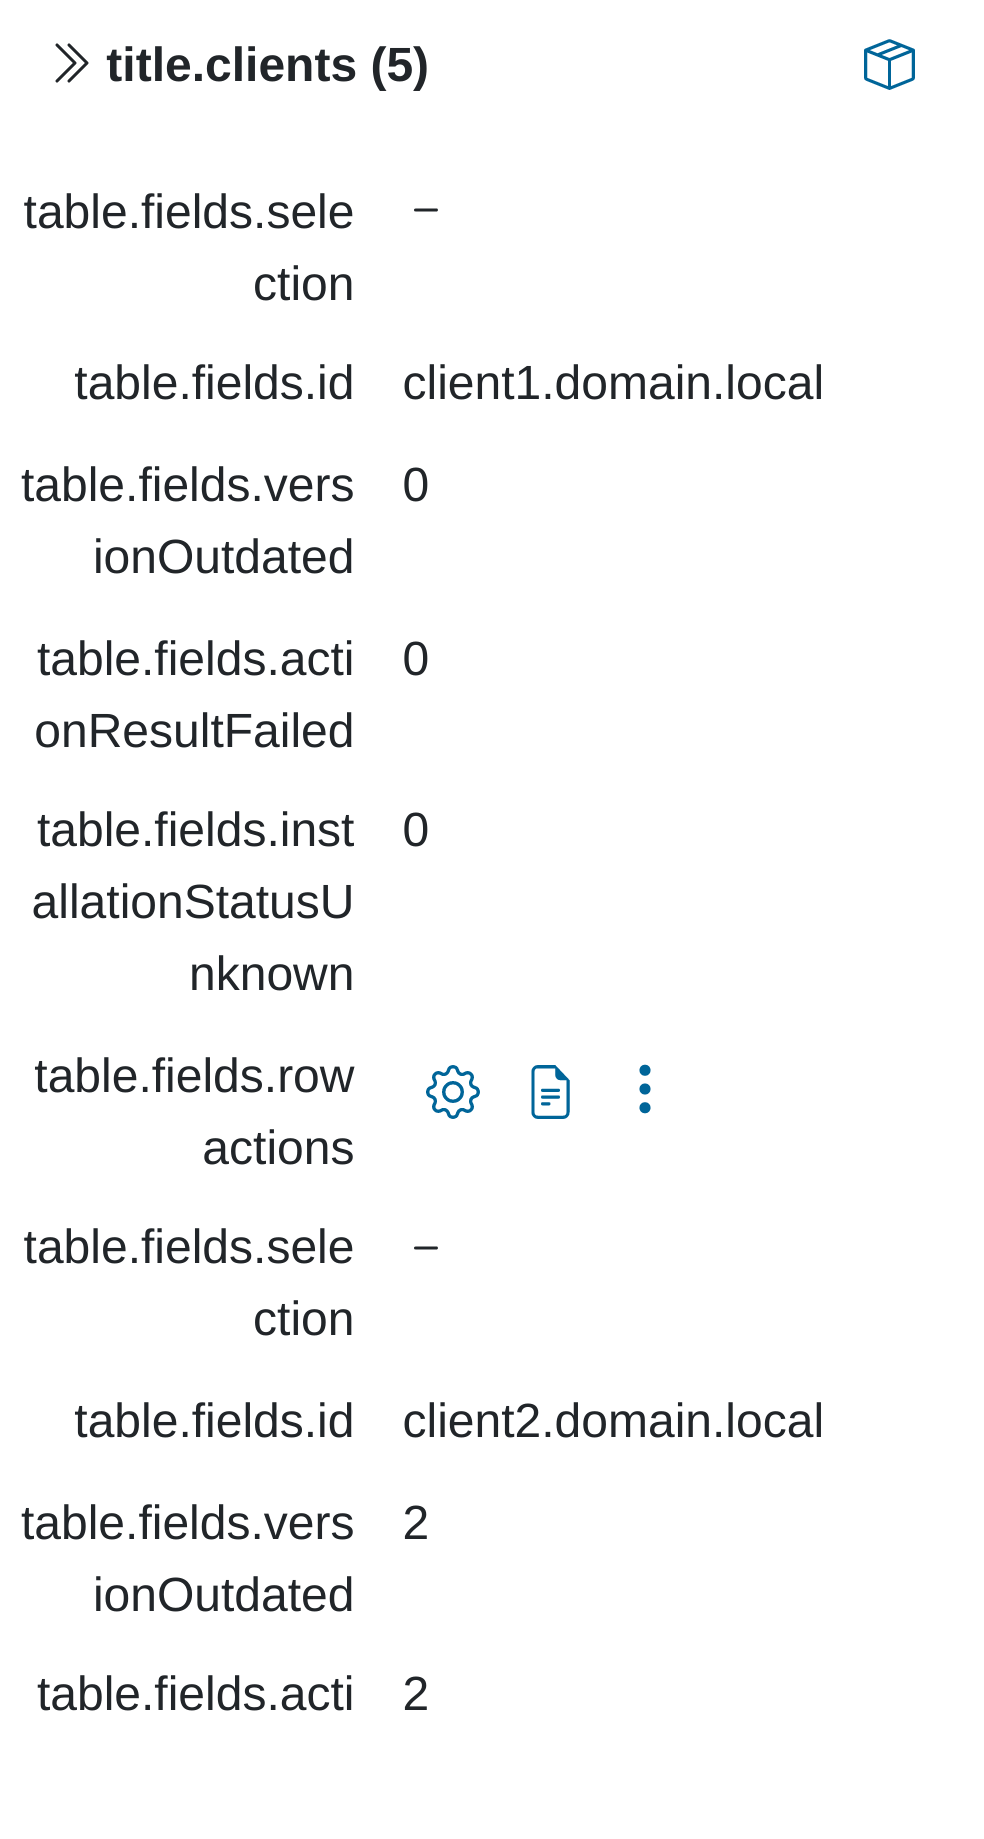 title.clients (5)
table.fields.sele –
ction
table.fields.id client1.domain.local
table.fields.vers 0
ionOutdated
table.fields.acti 0
onResultFailed
table.fields.inst 0
allationStatusU
nknown
table.fields.row
actions
table.fields.sele –
ction
table.fields.id client2.domain.local
table.fields.vers 2
ionOutdated
table.fields.acti 2